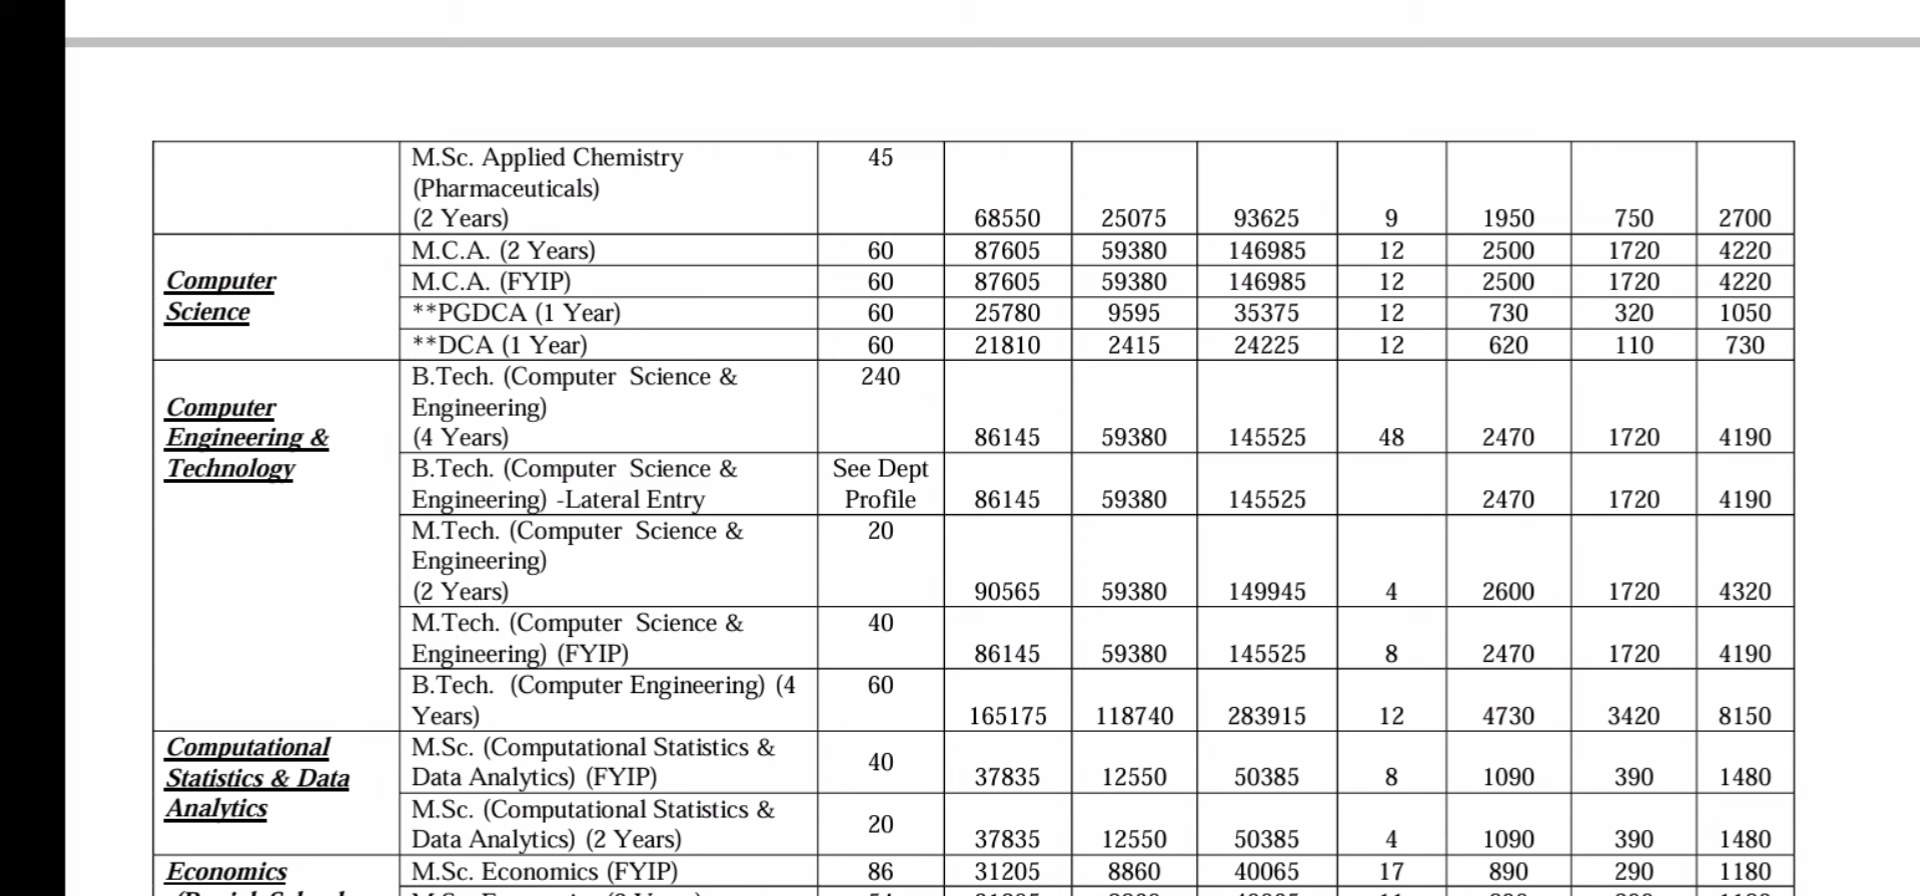 M.Sc. Applied Chemistry 45
(Pharmaceuticals)
(2 Years) 68550 25075 93625 9 1950 750 2700
Computer
Science
M.C.A. (2 Years) 60 87605 59380 146985 12 2500 1720 4220
M.C.A. (FYIP) 60 87605 59380 146985 12 2500 1720 4220
**PGDCA (1 Year) 60 25780 9595 35375 12 730 320 1050
**DCA (1 Year) 60 21810 2415 24225 12 620 110 730
Computer
Engineering &
Technology
B.Tech. (Computer Science & 240
Engineering)
(4 Years) 86145 59380 145525 48 2470 1720 4190
B.Tech. (Computer Science & See Dept
Engineering) -Lateral Entry Profile 86145 59380 145525 2470 1720 4190
M.Tech. (Computer Science & 20
Engineering)
(2 Years) 90565 59380 149945 4 2600 1720 4320
M.Tech. (Computer Science & 40
Engineering) (FYIP) 86145 59380 145525 8 2470 1720 4190
B.Tech. (Computer Engineering) (4 60
Years) 165175 118740 283915 12 4730 3420 8150
Computational
Statistics & Data
Analytics
M.Sc. (Computational Statistics & 40
Data Analytics) (FYIP) 37835 12550 50385 8 1090 390 1480
M.Sc. (Computational Statistics & 20
Data Analytics) (2 Years) 37835 12550 50385 4 1090 390 1480
Economics
M.Sc. Economics (FYIP) 86 31205 8860 40065 17 890 290 1180